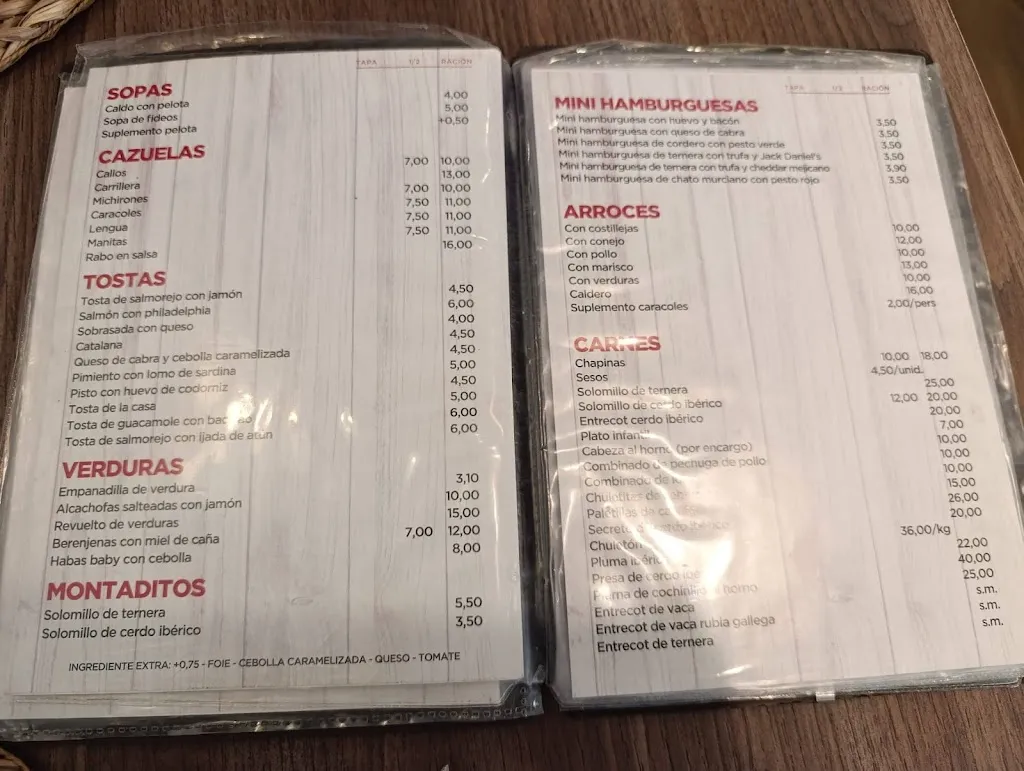 TAPA 1/2 RACIÓN
SOPAS
Caldo con pelota 4,00
Sopa de fideos 5,00
Suplemento pelota +0,50
CAZUELAS
Callos 7,00 10,00
Carrillera 13,00
Michirones 7,00 10,00
Caracoles 7,50 11,00
Lengua 7,50 11,00
Manitas 7,50 11,00
Rabo en salsa 16,00
TOSTAS
Tosta de salmorejo con jamón 4,50
Salmón con philadelphia 6,00
Sobrasada con queso 4,00
Catalana 4,50
Queso de cabra y cebolla caramelizada 4,50
Pimiento con lomo de sardina 5,00
Pisto con huevo de codorniz 4,50
Tosta de la casa 5,00
Tosta de guacamole con 6,00
Tosta de salmorejo con ijada de atún 6,00
VERDURAS
Empanadilla de verdura 3,10
Alcachofas salteadas con jamón 10,00
Revuelto de verduras 15,00
Berenjenas con miel de caña 7,00 12,00
Habas baby con cebolla 8,00
MONTADITOS
Solomillo de ternera 5,50
Solomillo de cerdo ibérico 3,50
INGREDIENTE EXTRA: +0,75 - FOIE - CEBOLLA CARAMELIZADA - QUESO - TOMATE
TAPA 1/2 RACIÓN
MINI HAMBURGUESAS
Mini hamburguesa con huevo y bacón 3,50
Mini hamburguesa con queso de cabra 3,50
Mini hamburguesa de cordero con pesto verde 3,50
Mini hamburguesa de ternera con trufa y Jack Daniel's 3,50
Mini hamburguesa de ternera con trufa y cheddar mejicano 3,90
Mini hamburguesa de chato murciano con pesto rojo 3,50
ARROCES
Con costillejas 10,00
Con conejo 12,00
Con pollo 10,00
Con marisco 13,00
Con verduras 10,00
Caldero 16,00
Suplemento caracoles 2,00/pers
CARNES
Chapinas 10,00 18,00
Sesos 4,50/unid.
Solomillo de ternera 25,00
Solomillo de cerdo ibérico 12,00 20,00
Entrecot cerdo ibérico 20,00
Plato infantil 7,00
Cabeza al horno (por encargo) 10,00
Combinado de pechuga de pollo 10,00
Combinado de 10,00
Chuletitas de 15,00
Paletillas de 26,00
Secreto 20,00
Chuletón 36,00/kg
Pluma 22,00
Presa de cerdo 40,00
Pluma de cochinillo horno 25,00
Entrecot de vaca s.m.
Entrecot de vaca rubia gallega s.m.
Entrecot de ternera s.m.